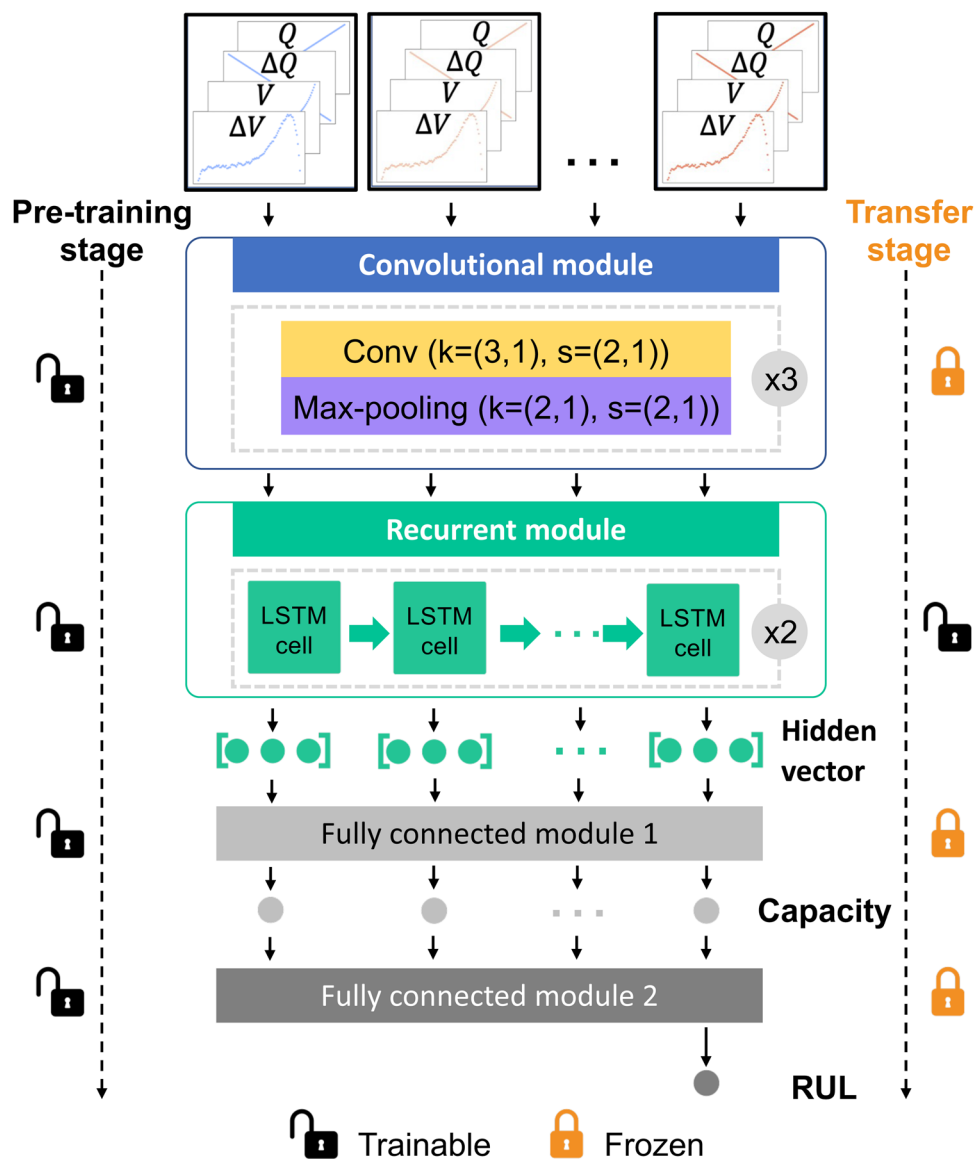 Q
ΔQ
V
ΔV
Q
ΔQ
V
ΔV
Q
ΔQ
V
ΔV
Pre-training
stage
Transfer
stage
Convolutional module
Conv (k=(3,1), s=(2,1))
Max-pooling (k=(2,1), s=(2,1))
x3
Recurrent module
LSTM
cell
LSTM
cell
LSTM
cell
x2
Hidden
vector
Fully connected module 1
Capacity
Fully connected module 2
RUL
Trainable
Frozen